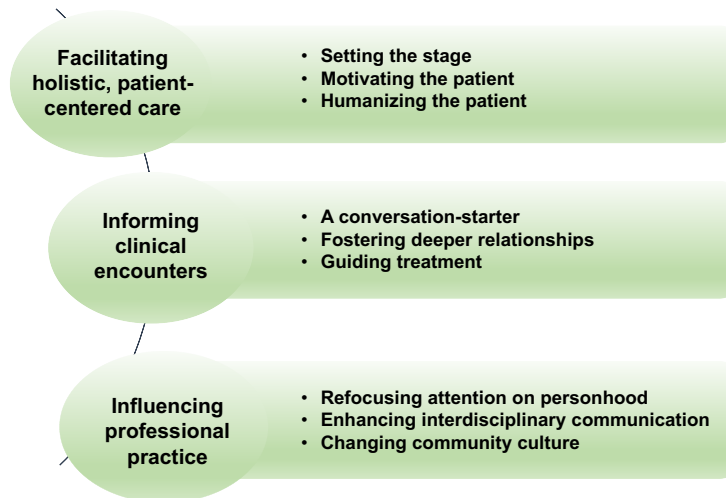 Facilitating
holistic, patient-
centered care
• Setting the stage
• Motivating the patient
• Humanizing the patient
Informing
clinical
encounters
• A conversation-starter
• Fostering deeper relationships
• Guiding treatment
Influencing
professional
practice
• Refocusing attention on personhood
• Enhancing interdisciplinary communication
• Changing community culture